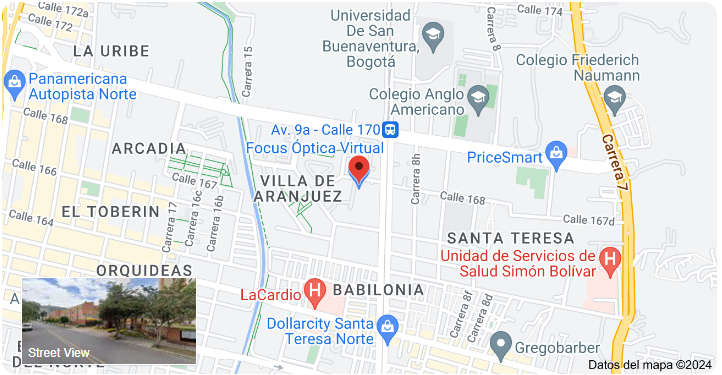 UNIVERSIDAD
DE SAN
BUENAVENTURA,
BOGOTÁ
Carrera 8
LA URIBE
Carrera 15
Colegio Friederich
Naumann
Panamericana
Autopista Norte
Colegio Anglo
Americano
Calle 168
Av. 9a - Calle 170
Focus Óptica Virtual
Carrera 7
ARCADIA
PriceSmart
Calle 166
Calle 167
VILLA DE
ARANJUEZ
Carrera 8h
Calle 168
EL TOBERIN
Calle 164
Carrera 17
Carrera 16c
Carrera 16b
Calle 167d
SANTA TERESA
Unidad de Servicios de
Salud Simón Bolívar
ORQUIDEAS
LaCardio
BABILONIA
Carrera 8f
Carrera 8d
Dollarcity Santa
Teresa Norte
Gregobarber
Street View
DEL NORTE
Datos del mapa ©2024